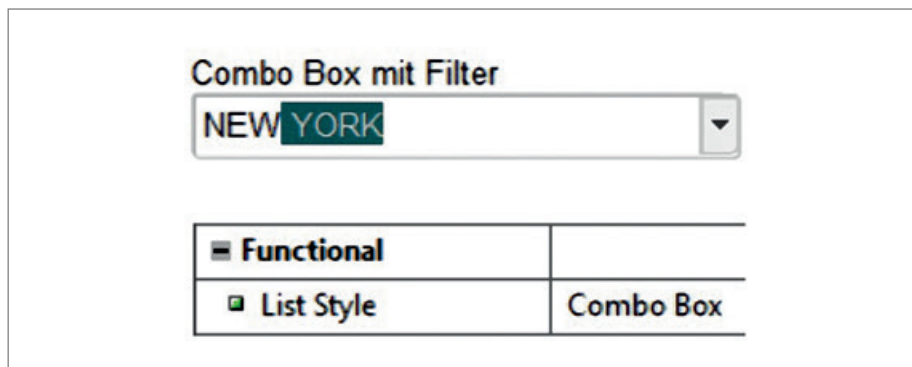 Combo Box mit Filter
NEW YORK
Functional
List Style Combo Box